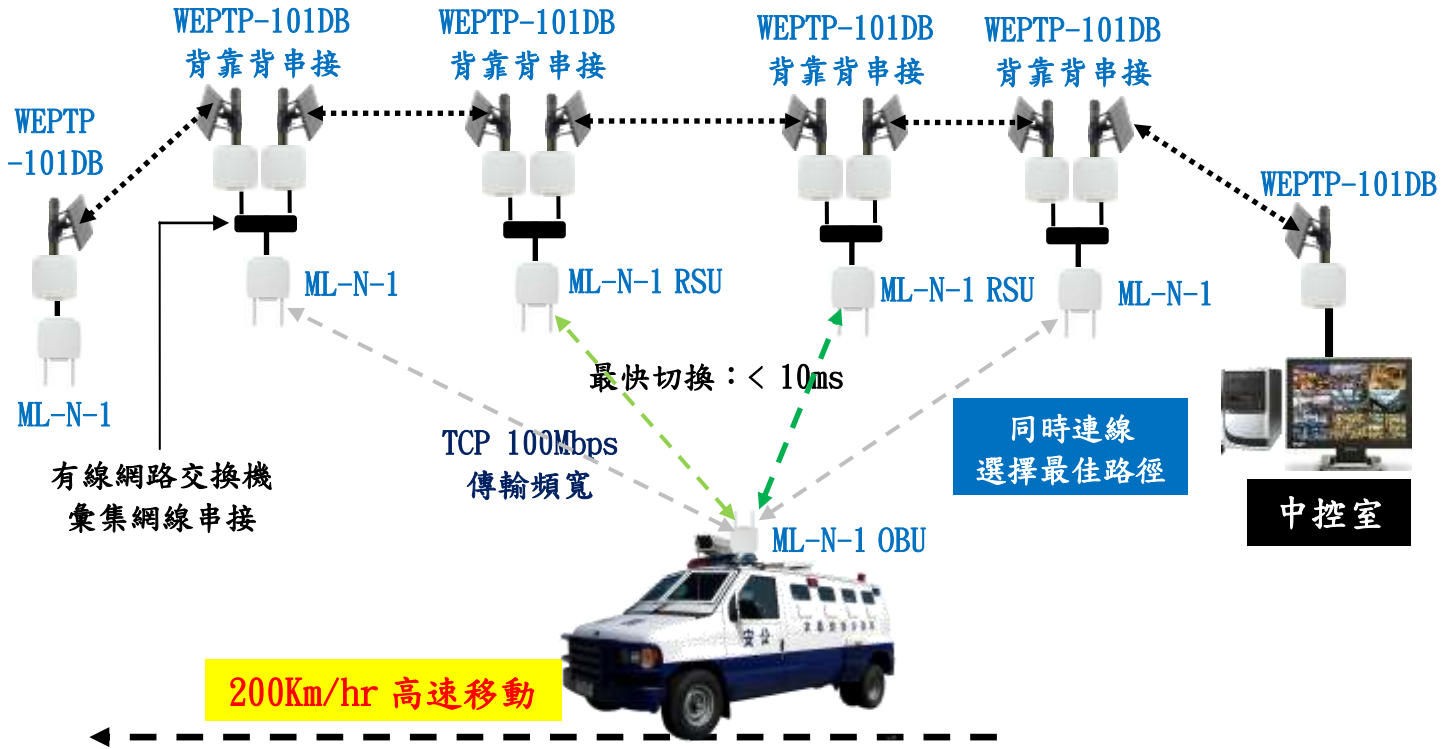 WEPTP-101DB
背靠背串接
WEPTP-101DB
背靠背串接
WEPTP-101DB
背靠背串接
WEPTP-101DB
背靠背串接
WEPTP
-101DB
WEPTP-101DB
ML-N-1
ML-N-1 RSU
ML-N-1 RSU
ML-N-1
最快切換：< 10ms
ML-N-1
TCP 100Mbps
傳輸頻寬
同時連線
選擇最佳路徑
有線網路交換機
彙集網線串接
中控室
ML-N-1 OBU
安公
200Km/hr 高速移動